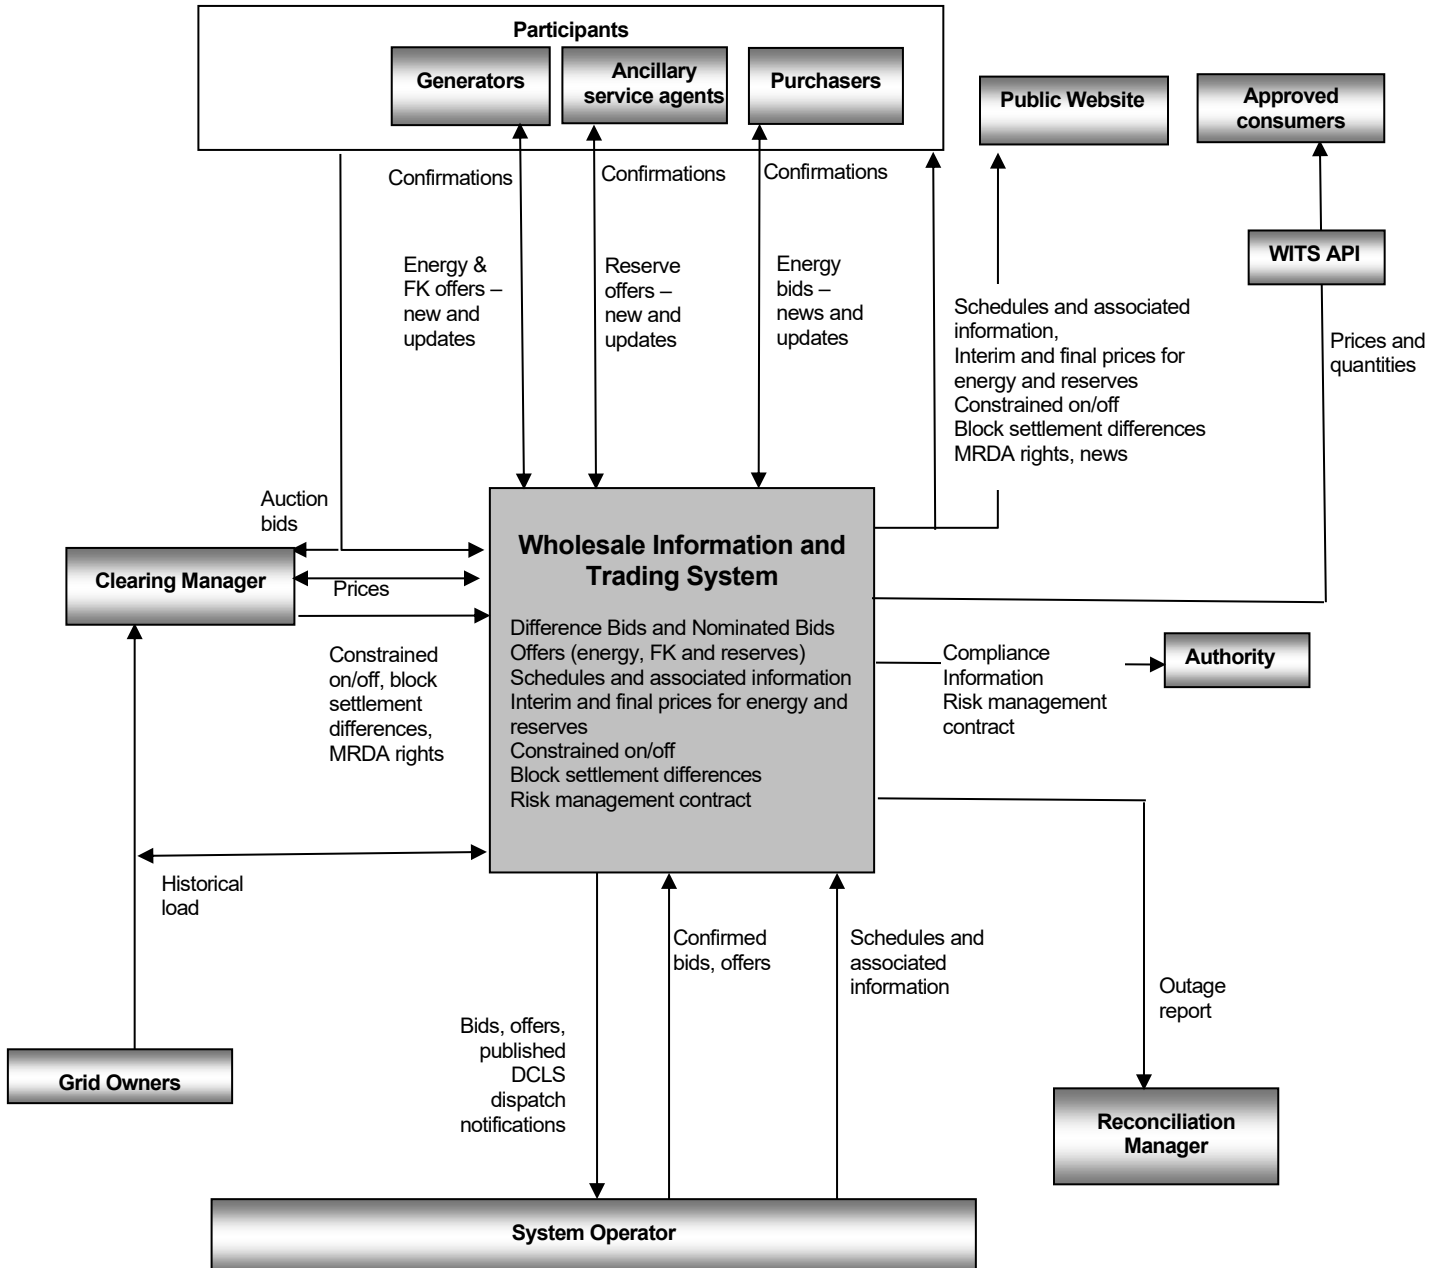 Participants
Generators
Ancillary
service agents
Purchasers
Public Website
Approved
consumers
Confirmations
Confirmations
Confirmations
WITS API
Energy &
FK offers –
new and
updates
Reserve
offers –
new and
updates
Energy
bids –
news and
updates
Schedules and associated
information,
Interim and final prices for
energy and reserves
Constrained on/off
Block settlement differences
MRDA rights, news
Prices and
quantities
Auction
bids
Clearing Manager
Prices
Constrained
on/off, block
settlement
differences,
MRDA rights
Wholesale Information and
Trading System
Difference Bids and Nominated Bids
Offers (energy, FK and reserves)
Schedules and associated information
Interim and final prices for energy and
reserves
Constrained on/off
Block settlement differences
Risk management contract
Compliance
Information
Risk management
contract
Authority
Historical
load
Confirmed
bids, offers
Schedules and
associated
information
Outage
report
Bids, offers,
published
DCLS
dispatch
notifications
Grid Owners
Reconciliation
Manager
System Operator